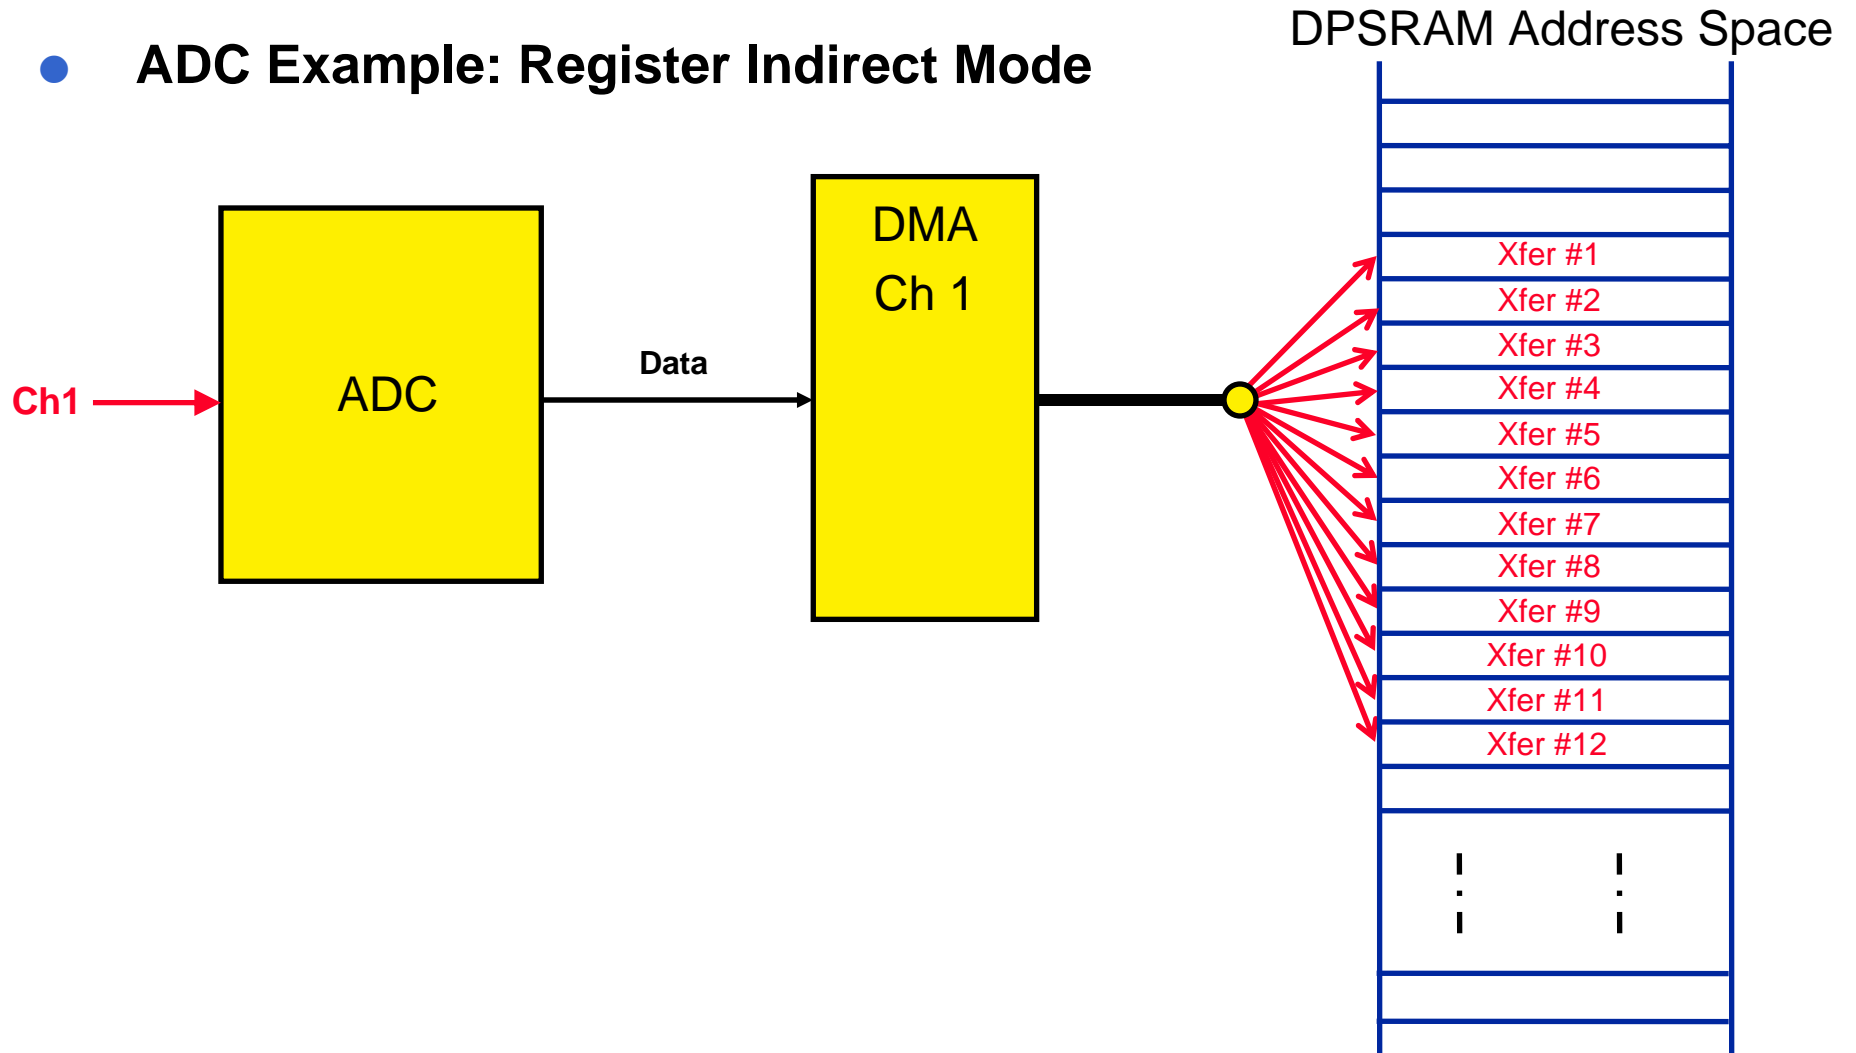 DPSRAM Address Space
ADC Example: Register Indirect Mode
DMA
Ch 1
Data
ADC
Ch1
Xfer #1
Xfer #2
Xfer #3
Xfer #4
Xfer #5
Xfer #6
Xfer #7
Xfer #8
Xfer #9
Xfer #10
Xfer #11
Xfer #12